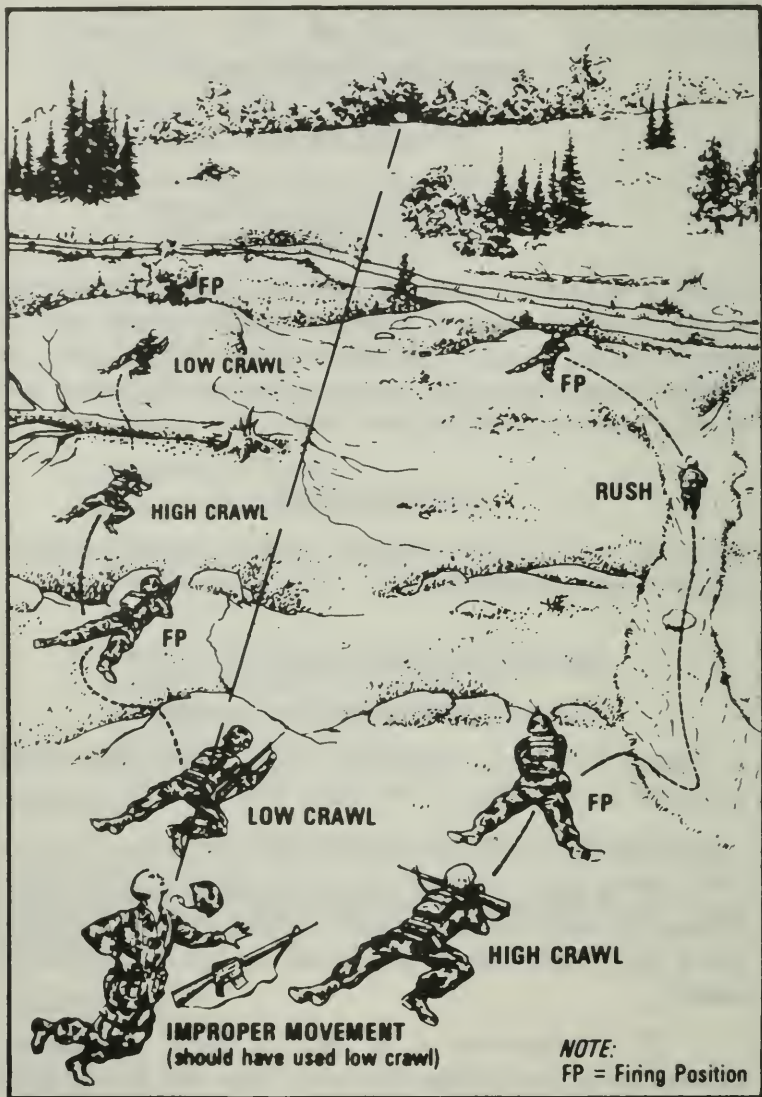 FP
LOW CRAWL
FP
RUSH
HIGH CRAWL
FP
LOW CRAWL
FP
HIGH CRAWL
IMPROPER MOVEMENT
(should have used low crawl)
NOTE:
FP = Firing Position